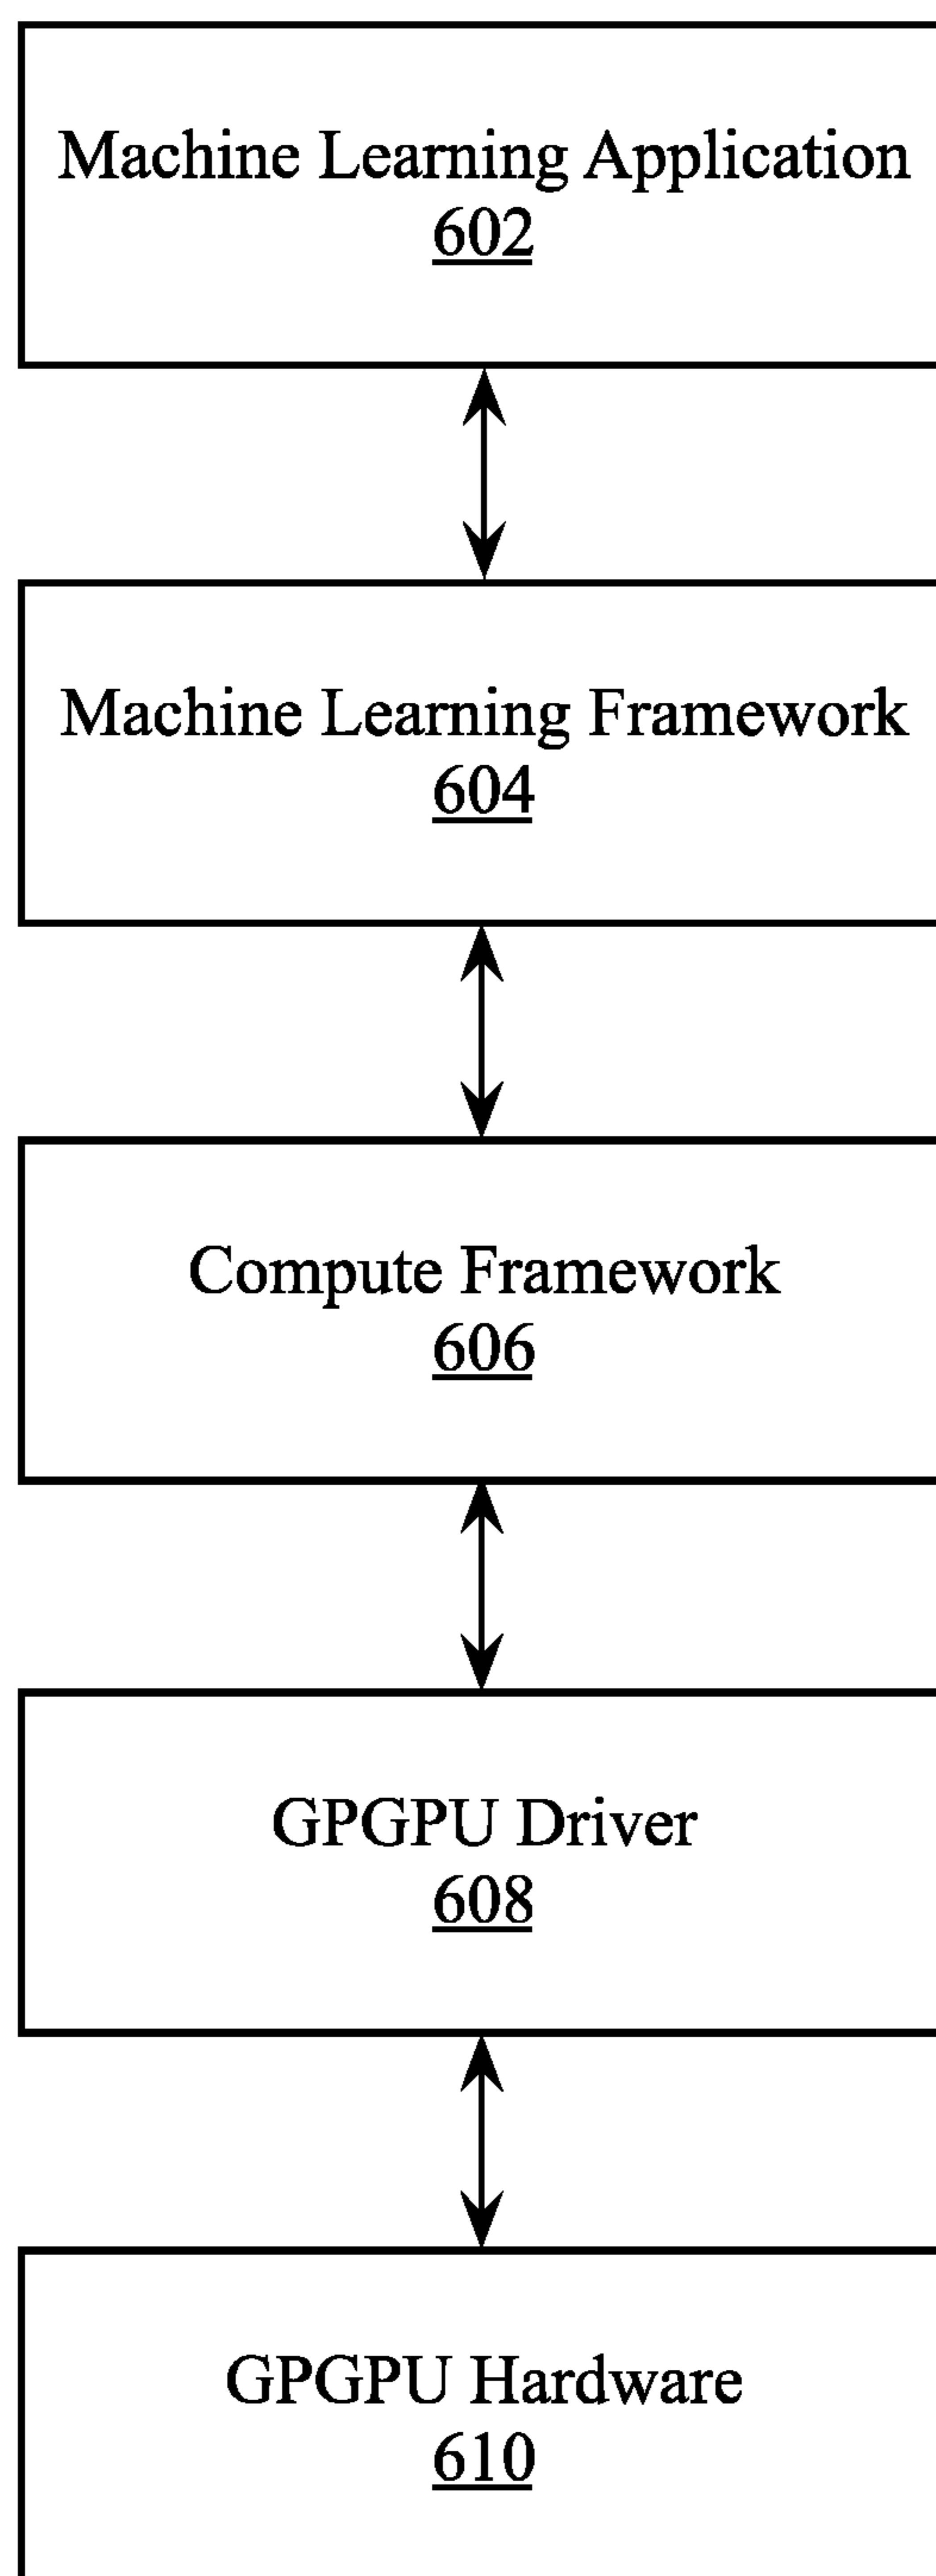 Machine Learning Application
602
Machine Learning Framework
604
Compute Framework
606
GPGPU Driver
608
GPGPU Hardware
610